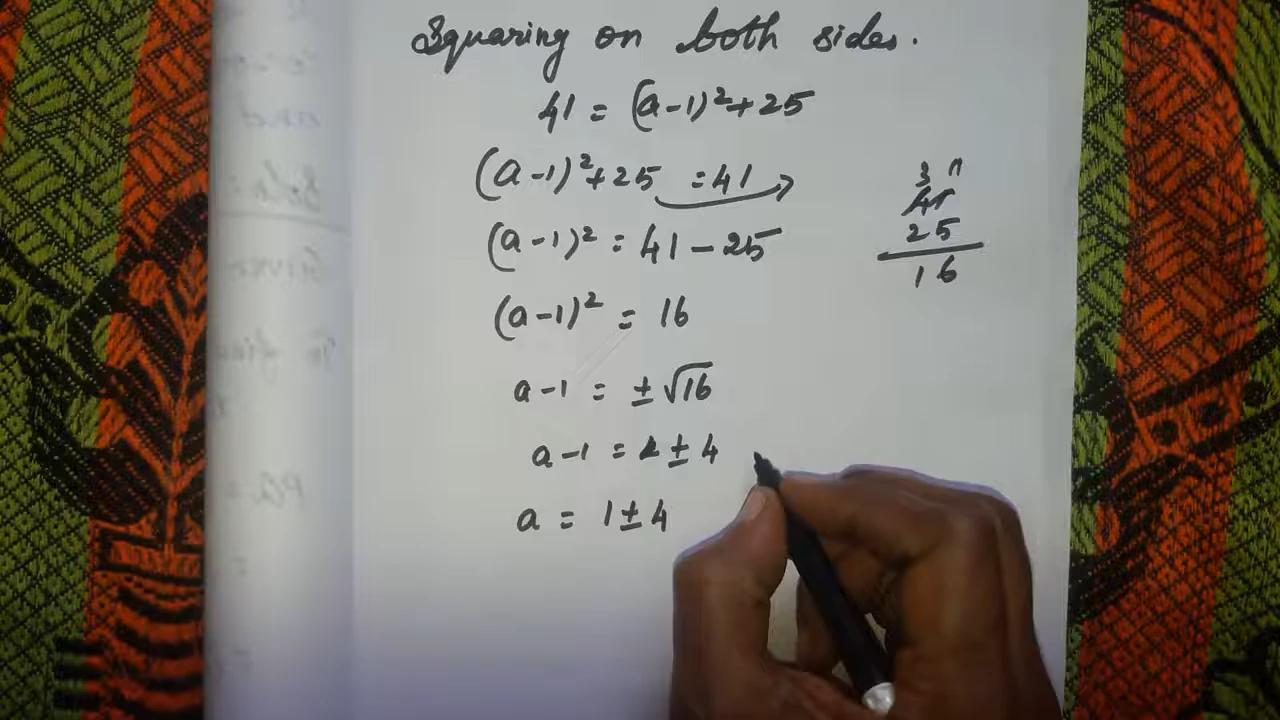 Squaring on both sides.
41 = (a-1)²+25
(a-1)²+25 = 41
(a-1)² = 41 - 25
(a-1)² = 16
a-1 = ±√16
a-1 = ± 4
a = 1 ± 4
3 11
41
25
16